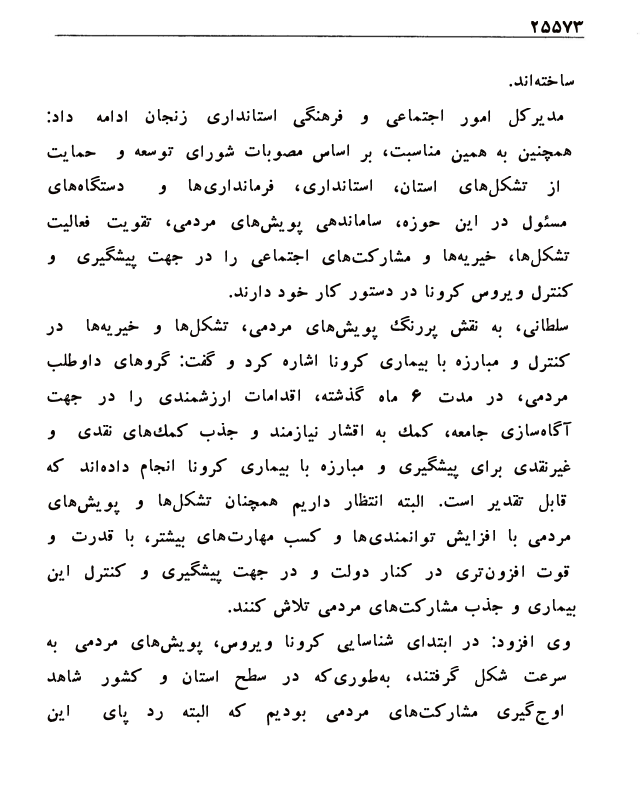 ۲۵۵۷۳
ساخته‌اند.
مدیرکل امور اجتماعی و فرهنگی استانداری زنجان ادامه داد:
همچنین به همین مناسبت، بر اساس مصوبات شورای توسعه و حمایت
از تشکل‌های استان، استانداری، فرمانداری‌ها و دستگاه‌های
مسئول در این حوزه، ساماندهی پویش‌های مردمی، تقویت فعالیت
تشکل‌ها، خیریه‌ها و مشارکت‌های اجتماعی را در جهت پیشگیری و
کنترل ویروس کرونا در دستور کار خود دارند.
سلطانی، به نقش پررنگ پویش‌های مردمی، تشکل‌ها و خیریه‌ها در
کنترل و مبارزه با بیماری کرونا اشاره کرد و گفت: گروهای داوطلب
مردمی، در مدت ۶ ماه گذشته، اقدامات ارزشمندی را در جهت
آگاه‌سازی جامعه، کمك به اقشار نیازمند و جذب کمك‌های نقدی و
غیرنقدی برای پیشگیری و مبارزه با بیماری کرونا انجام داده‌اند که
قابل تقدیر است. البته انتظار داریم همچنان تشکل‌ها و پویش‌های
مردمی با افزایش توانمندی‌ها و کسب مهارت‌های بیشتر، با قدرت و
قوت افزون‌تری در کنار دولت و در جهت پیشگیری و کنترل این
بیماری و جذب مشارکت‌های مردمی تلاش کنند.
وی افزود: در ابتدای شناسایی کرونا ویروس، پویش‌های مردمی به
سرعت شکل گرفتند، به‌طوری‌که در سطح استان و کشور شاهد
اوج‌گیری مشارکت‌های مردمی بودیم که البته رد پای این